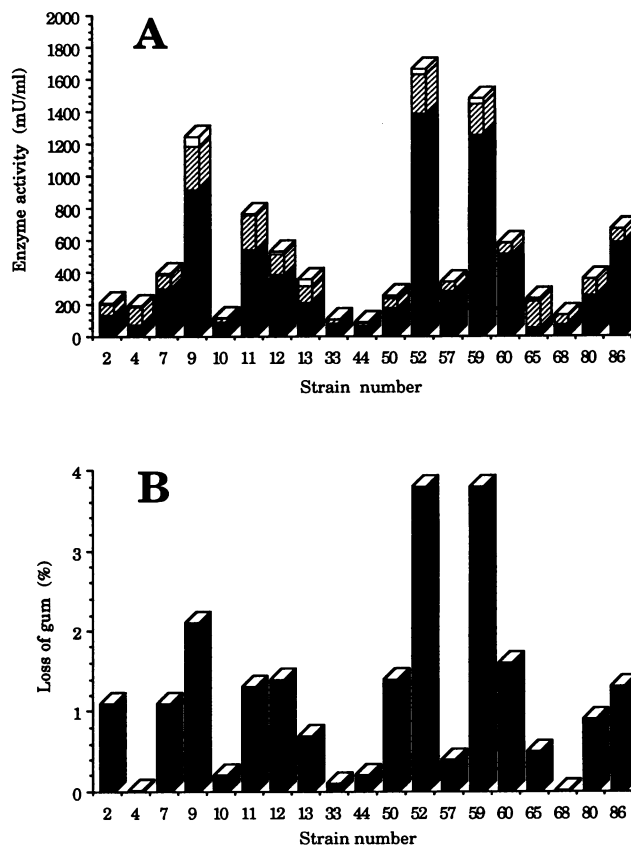 A
Enzyme activity (mU/ml)
2000
1800
1600
1400
1200
1000
800
600
400
200
0
2 4 7 9 10 11 12 13 33 44 50 52 57 59 60 65 68 80 86
Strain number
B
Loss of gum (%)
4
3
2
1
0
2 4 7 9 10 11 12 13 33 44 50 52 57 59 60 65 68 80 86
Strain number